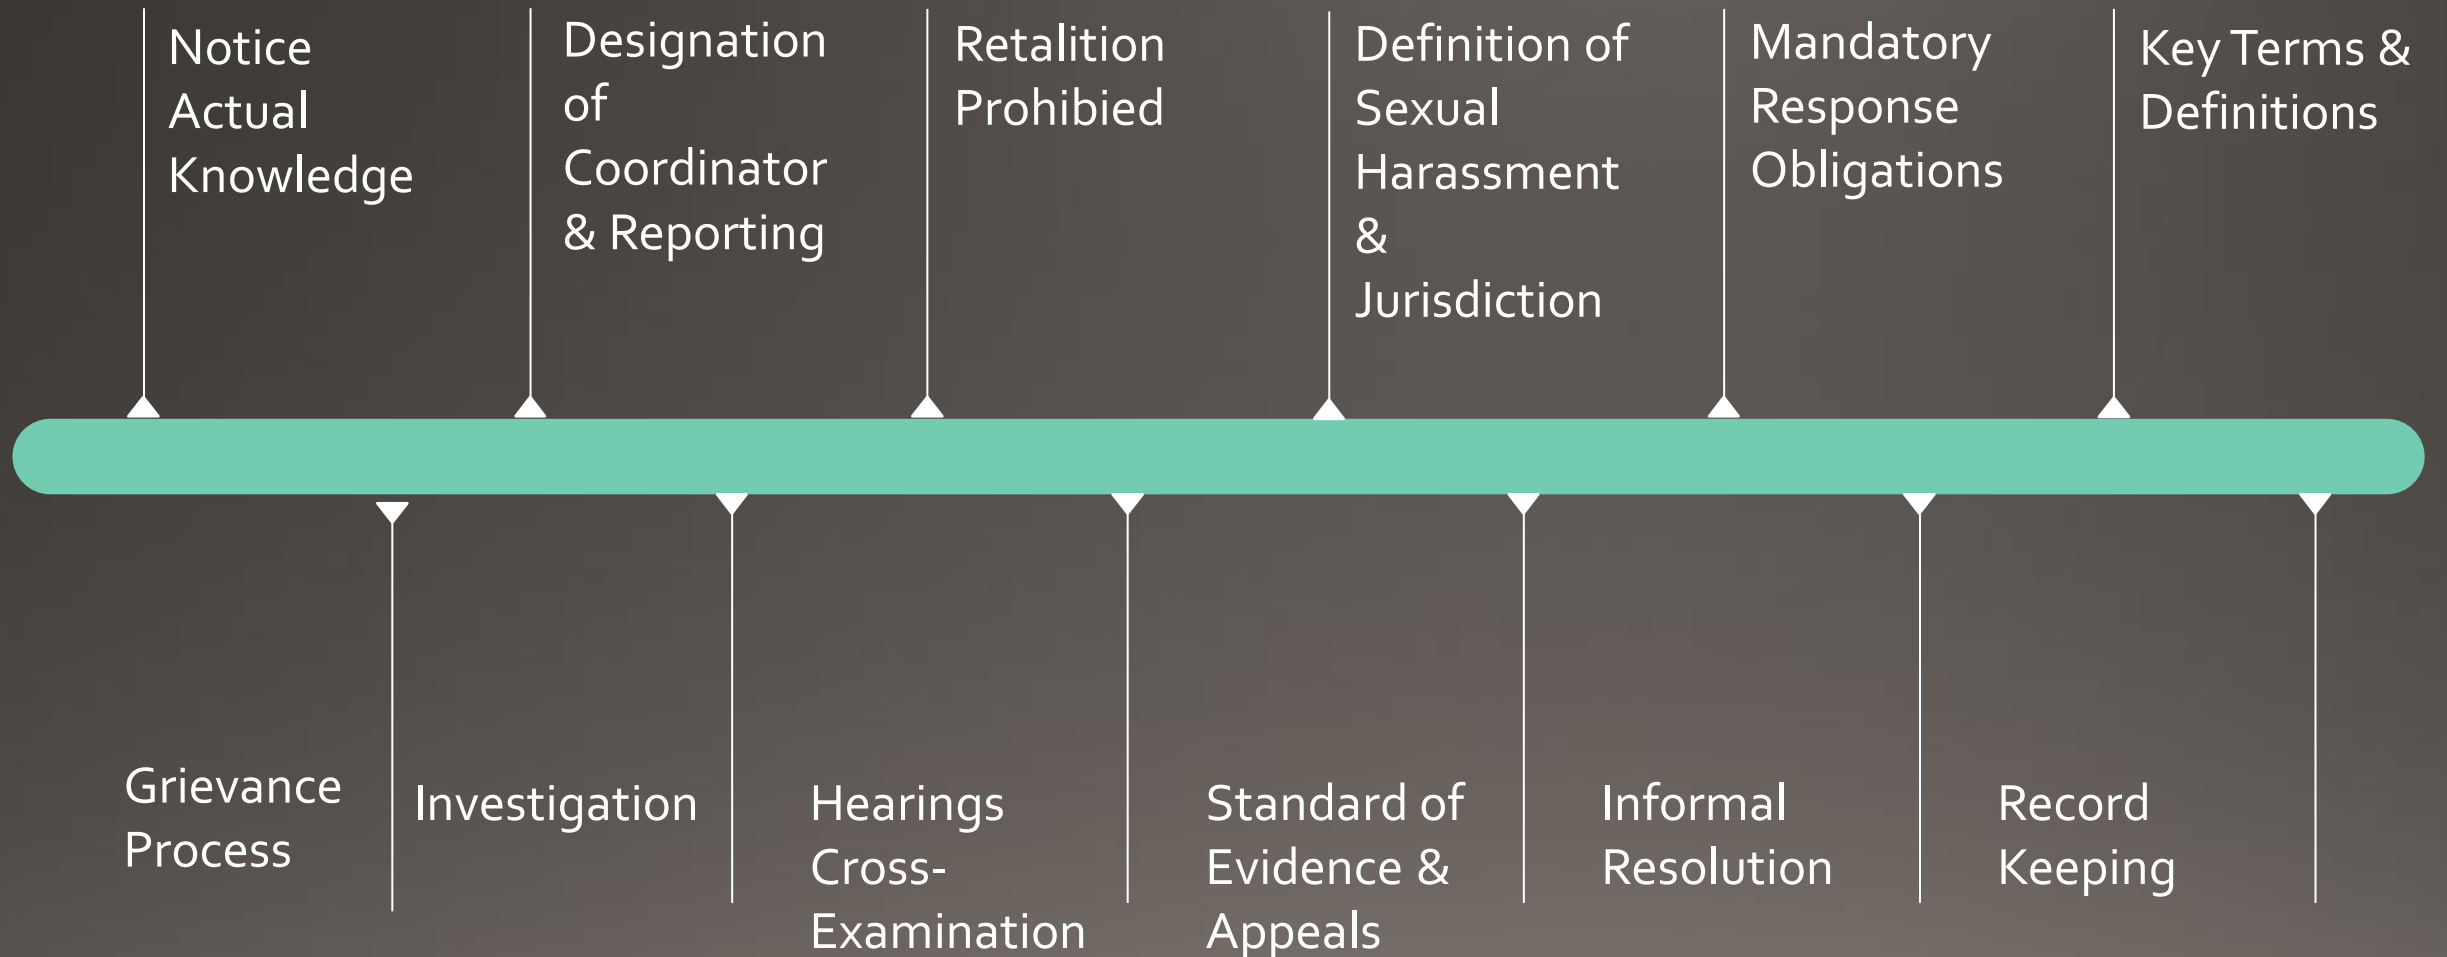 Notice
Actual
Knowledge
Designation
of
Coordinator
& Reporting
Retalition
Prohibied
Definition of
Sexual
Harassment
&
Jurisdiction
Mandatory
Response
Obligations
Key Terms &
Definitions
Grievance
Process
Investigation
Hearings
Cross-
Examination
Standard of
Evidence &
Appeals
Informal
Resolution
Record
Keeping